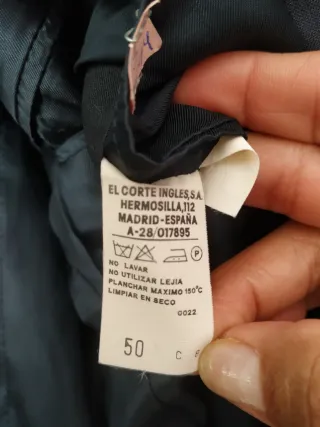 EL CORTE INGLES, S.A.
HERMOSILLA, 112
MADRID-ESPAÑA
A-28/017895
P
NO LAVAR
NO UTILIZAR LEJIA
PLANCHAR MAXIMO 150°C
LIMPIAR EN SECO
0022
50 C